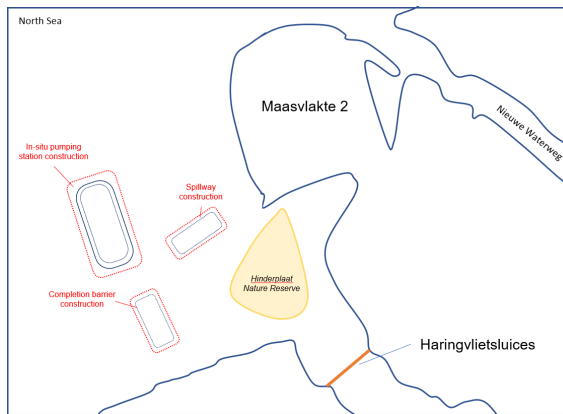 North Sea
Maasvlakte 2
Nieuwe Waterweg
In-situ pumping
station construction
Spillway
construction
Hinderplaat
Nature Reserve
Completion barrier
construction
Haringvlietsluices